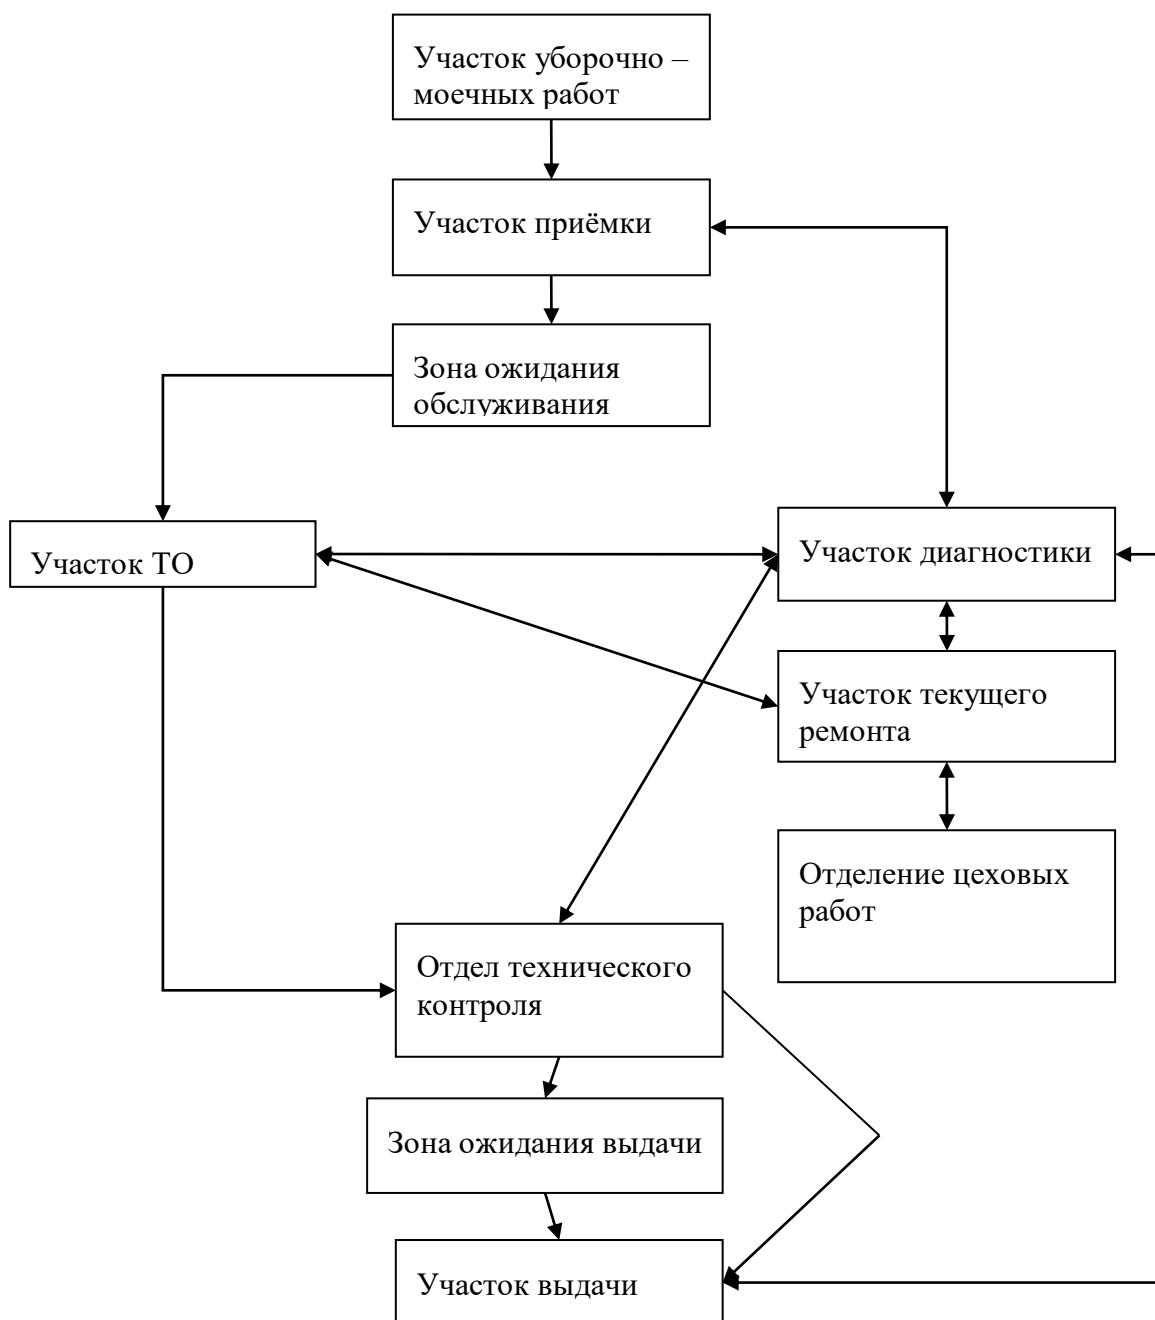 Участок уборочно –
моечных работ
Участок приёмки
Зона ожидания
обслуживания
Участок ТО
Участок диагностики
Участок текущего
ремонта
Отделение цеховых
работ
Отдел технического
контроля
Зона ожидания выдачи
Участок выдачи